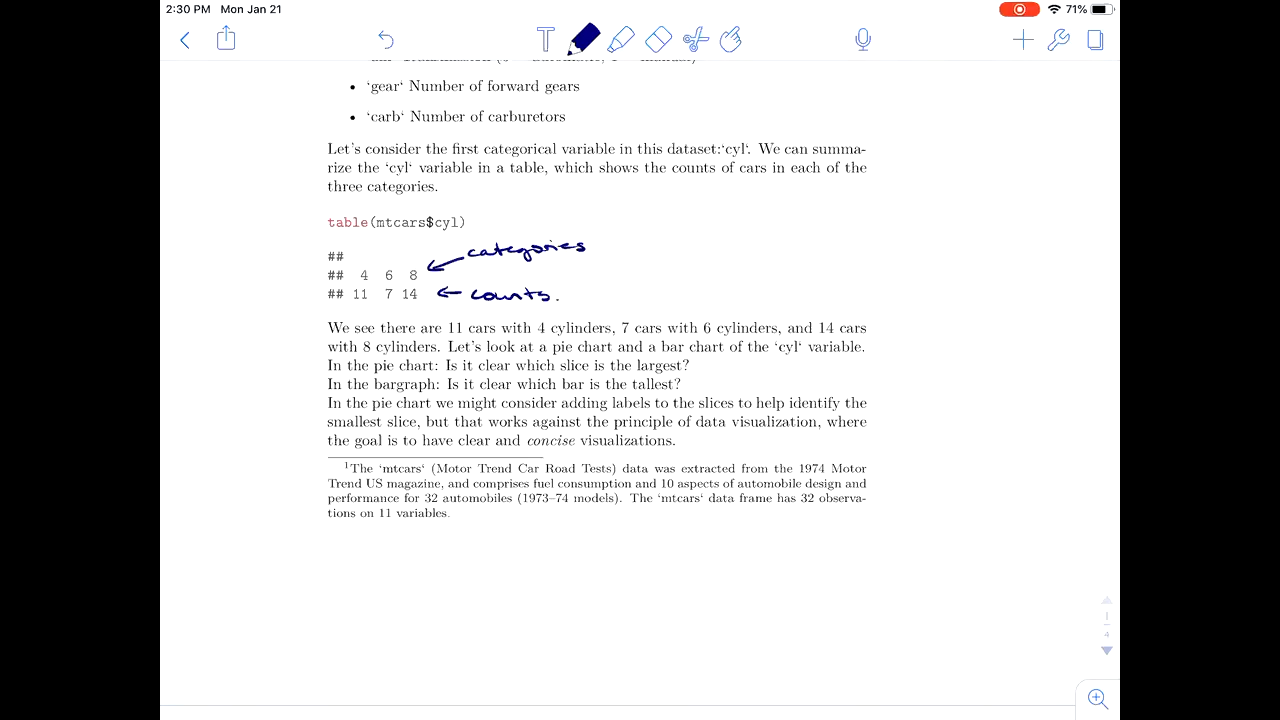 2:30 PM Mon Jan 21
71%
• ‘gear‘ Number of forward gears
• ‘carb‘ Number of carburetors
Let’s consider the first categorical variable in this dataset:‘cyl‘. We can summa-
rize the ‘cyl‘ variable in a table, which shows the counts of cars in each of the
three categories.
table(mtcars$cyl)
categories
##
## 4 6 8
## 11 7 14 counts.
We see there are 11 cars with 4 cylinders, 7 cars with 6 cylinders, and 14 cars
with 8 cylinders. Let’s look at a pie chart and a bar chart of the ‘cyl‘ variable.
In the pie chart: Is it clear which slice is the largest?
In the bargraph: Is it clear which bar is the tallest?
In the pie chart we might consider adding labels to the slices to help identify the
smallest slice, but that works against the principle of data visualization, where
the goal is to have clear and concise visualizations.
1The ‘mtcars‘ (Motor Trend Car Road Tests) data was extracted from the 1974 Motor
Trend US magazine, and comprises fuel consumption and 10 aspects of automobile design and
performance for 32 automobiles (1973–74 models). The ‘mtcars‘ data frame has 32 observa-
tions on 11 variables.
1
4